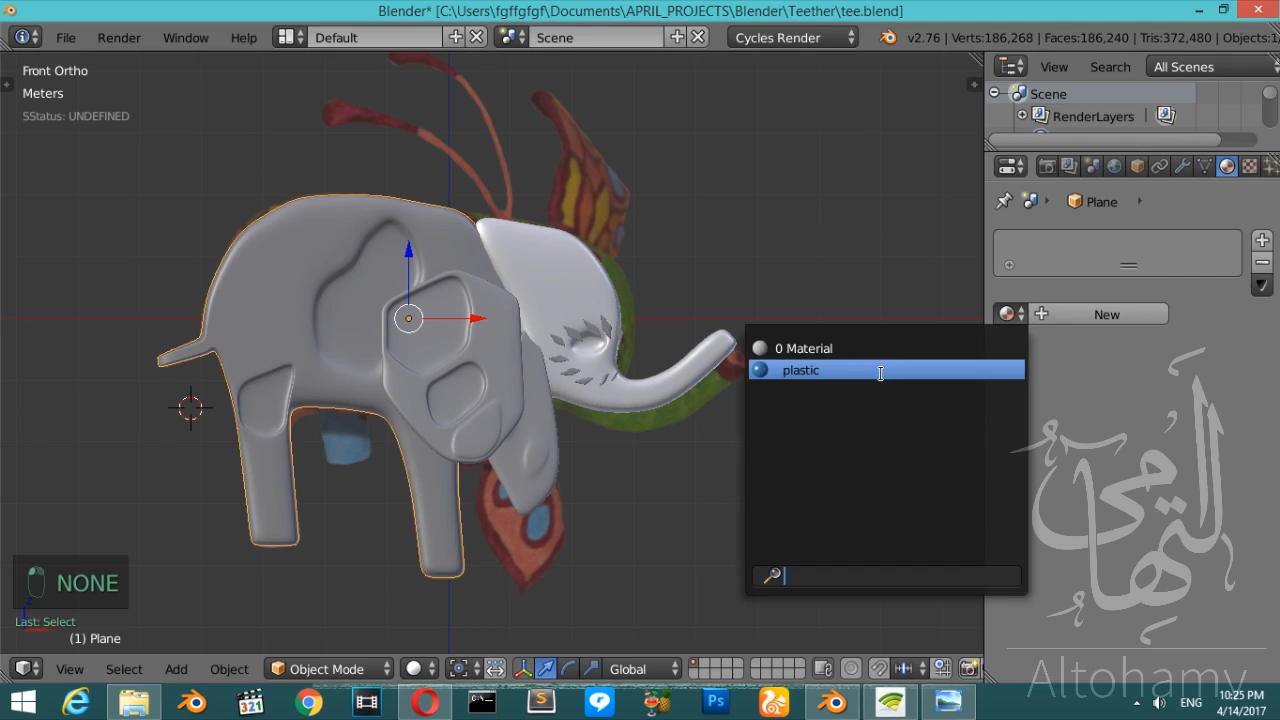 Blender* [C:\Users\fgffgfgf\Documents\APRIL_PROJECTS\Blender\Teether\tee.blend]
File Render Window Help Default Scene Cycles Render v2.76 | Verts:186,268 | Faces:186,240 | Tris:372,480 | Objects:1
Front Ortho
Meters
SStatus: UNDEFINED
View Search All Scenes
Scene
RenderLayers
Plane
New
0 Material
plastic
NONE
Last: Select
(1) Plane
View Select Add Object Object Mode Global
التهامي
Altohamy
321
Ps
ENG
10:25 PM
4/14/2017